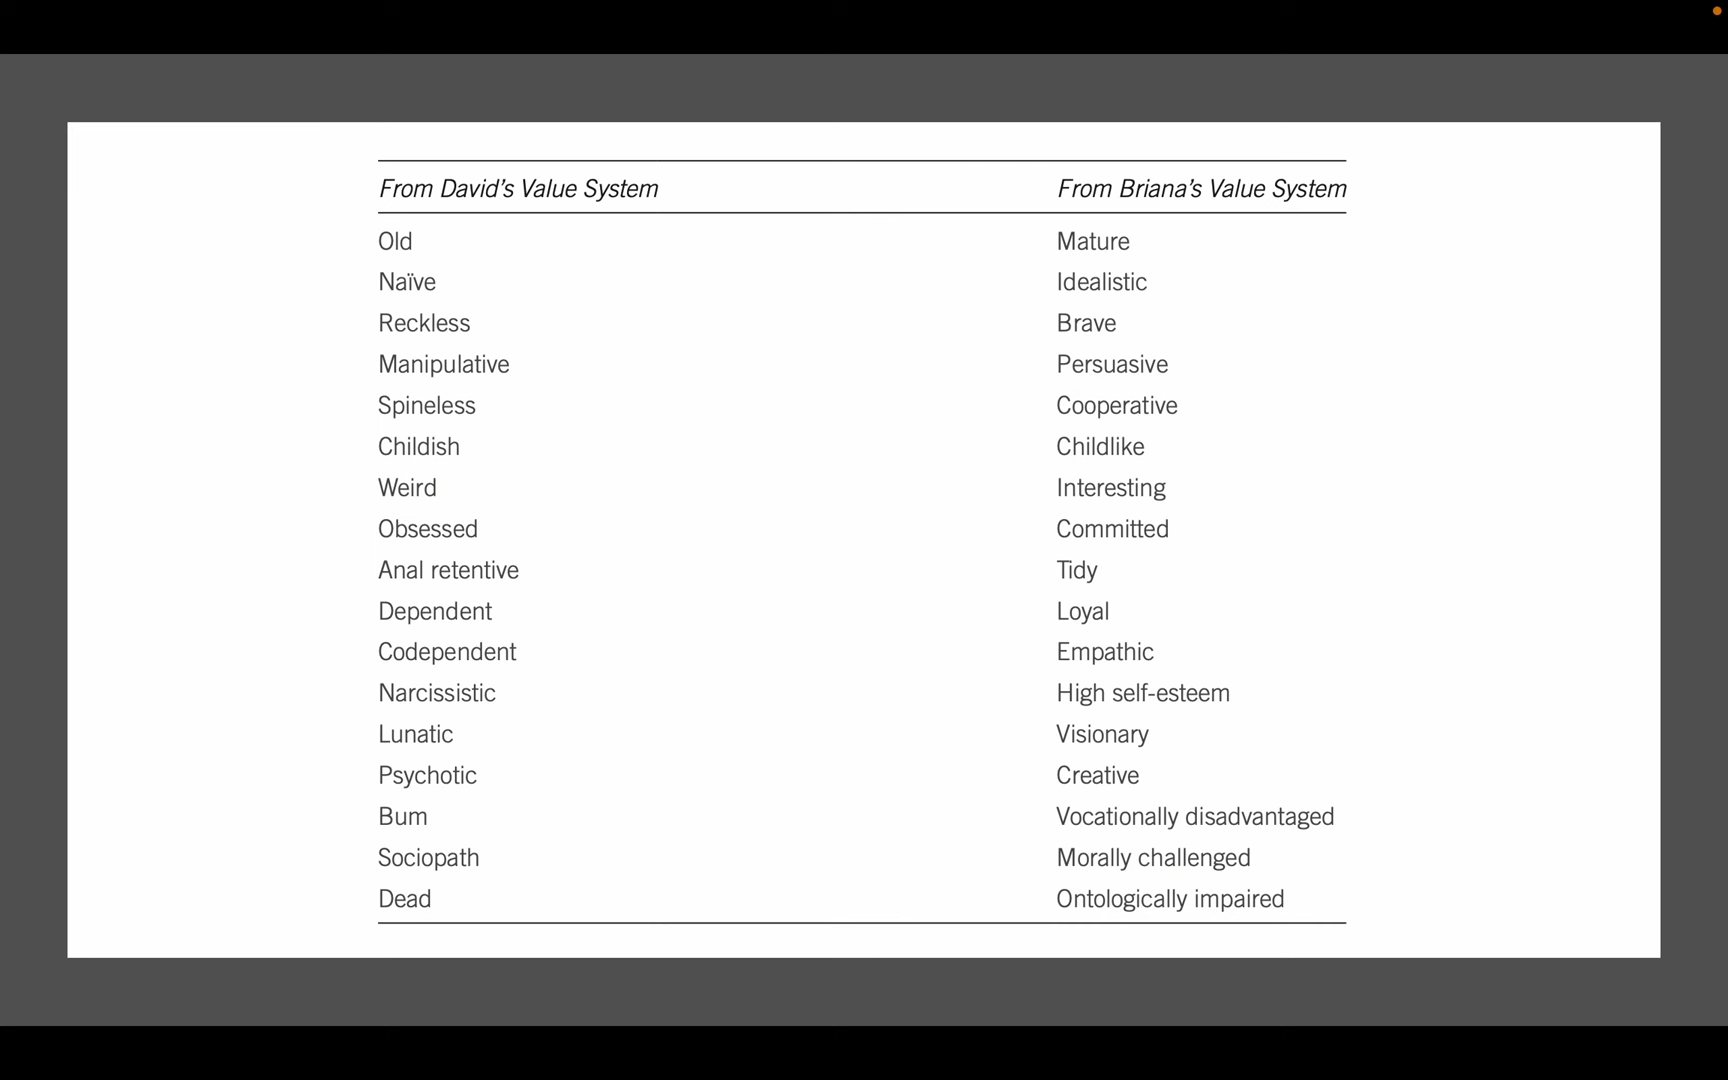 From David’s Value System From Briana’s Value System
Old Mature
Naïve Idealistic
Reckless Brave
Manipulative Persuasive
Spineless Cooperative
Childish Childlike
Weird Interesting
Obsessed Committed
Anal retentive Tidy
Dependent Loyal
Codependent Empathic
Narcissistic High self-esteem
Lunatic Visionary
Psychotic Creative
Bum Vocationally disadvantaged
Sociopath Morally challenged
Dead Ontologically impaired